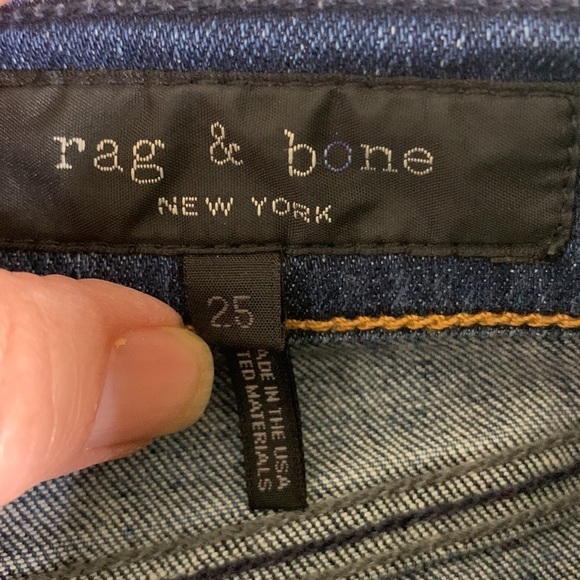 rag & bone
NEW YORK
25
ADE IN THE USA
TED MATERIALS